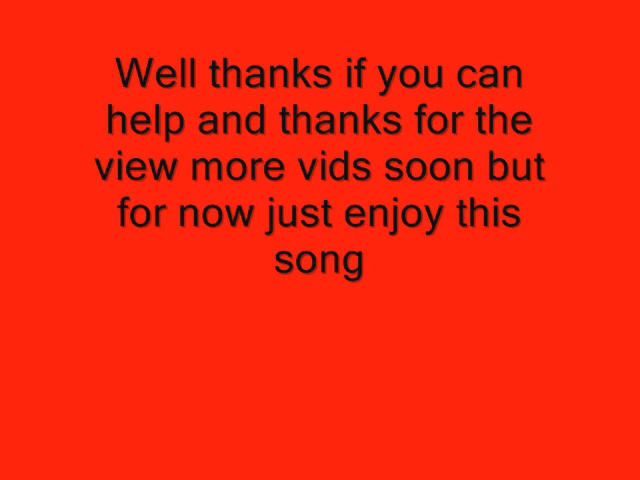 Well thanks if you can
help and thanks for the
view more vids soon but
for now just enjoy this
song